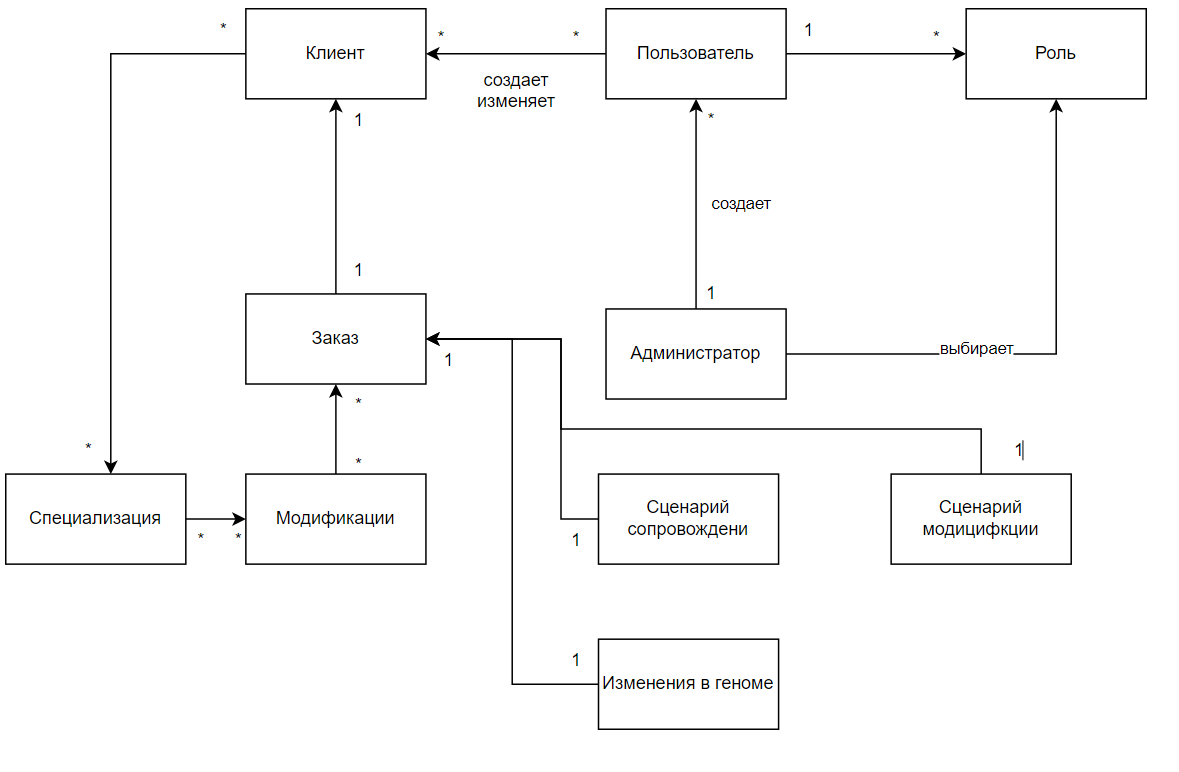 *
Клиент
*
*
Пользователь
1
*
Роль
создает
изменяет
1
*
создает
1
1
Заказ
1
Администратор
выбирает
*
*
*
1
Специализация
*
*
Модификации
Сценарий
сопровождени
1
Сценарий
модицифкции
1
Изменения в геноме